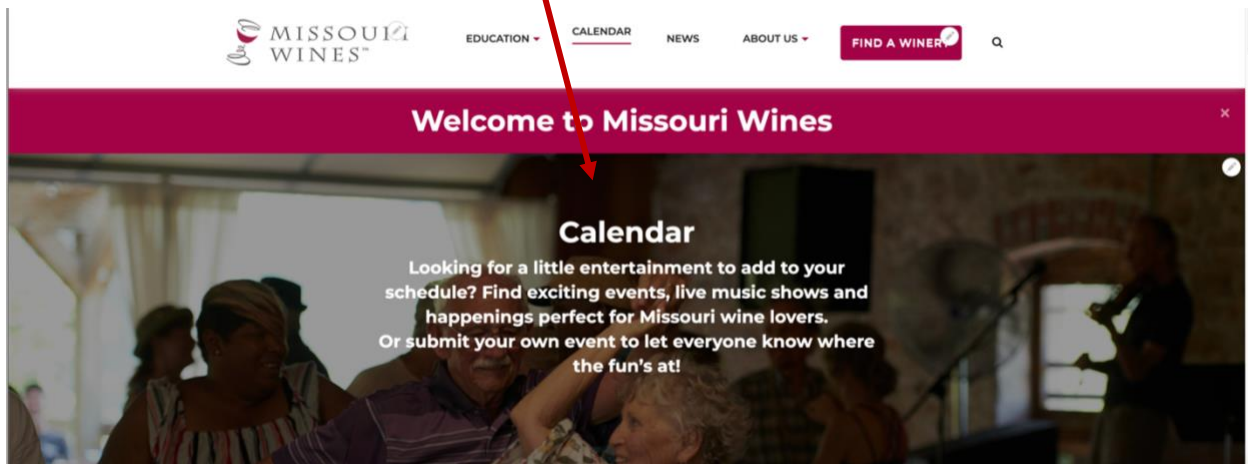 MISSOURI
WINES™
EDUCATION
CALENDAR
NEWS
ABOUT US
FIND A WINERY
Welcome to Missouri Wines
×
Calendar
Looking for a little entertainment to add to your
schedule? Find exciting events, live music shows and
happenings perfect for Missouri wine lovers.
Or submit your own event to let everyone know where
the fun's at!